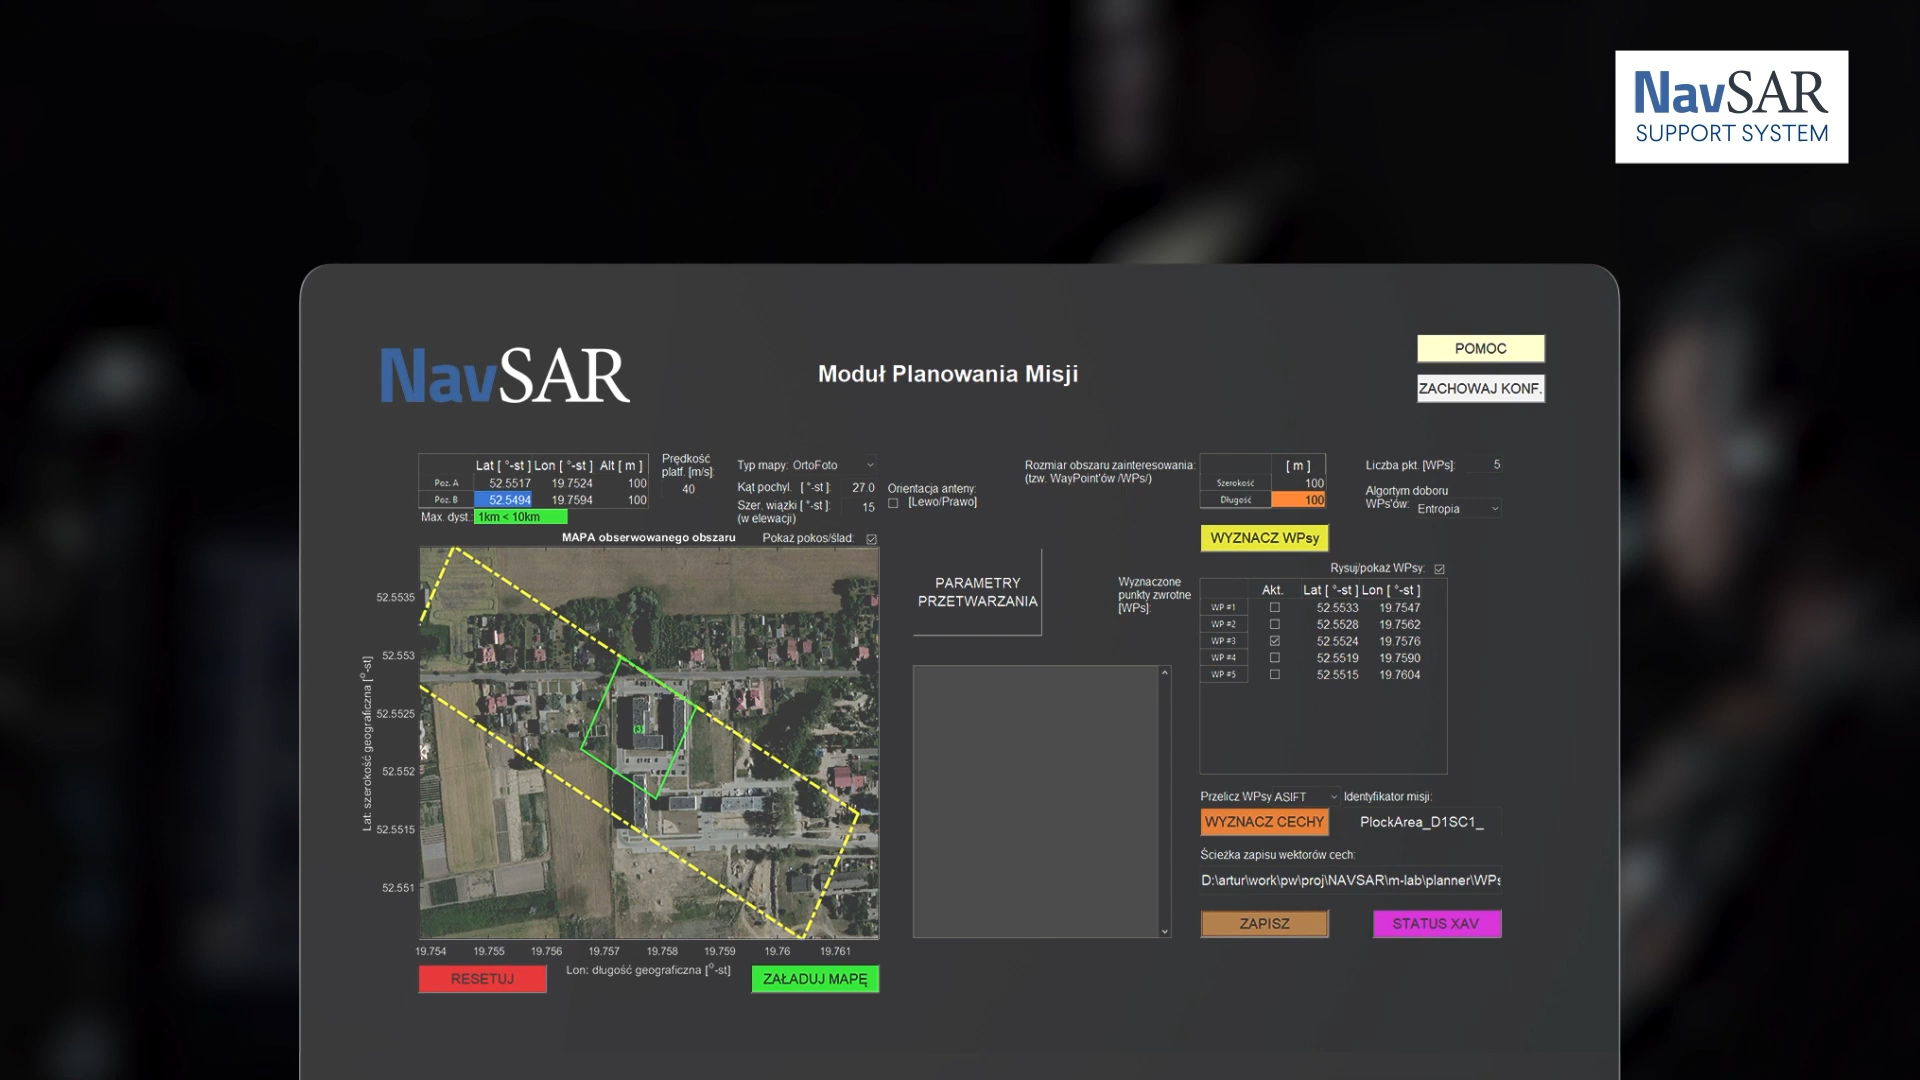 NavSAR
SUPPORT SYSTEM
NavSAR
Moduł Planowania Misji
POMOC
ZACHOWAJ KONF.
Lat [ °-st ] Lon [ °-st ] Alt [ m ]
Poz. A 52.5517 19.7524 100
Poz. B 52.5494 19.7594 100
Max. dyst.: 1km < 10km
Prędkość
platf. [m/s]:
40
Typ mapy: OrtoFoto
Kąt pochyl. [ °-st ]: 27.0
Szer. wiązki [ °-st ]: 15
(w elewacji)
Orientacja anteny:
[Lewo/Prawo]
Rozmiar obszaru zainteresowania:
(tzw. WayPoint'ów /WPs/)
[ m ]
Szerokość 100
Długość 100
Liczba pkt. [WPs]: 5
Algortym doboru
WPs'ów: Entropia
WYZNACZ WPsy
MAPA obserwowanego obszaru
Pokaż pokos/ślad:
52.5535
52.553
52.5525
52.552
52.5515
52.551
Lat: szerokość geograficzna [°-st]
(3)
19.754 19.755 19.756 19.757 19.758 19.759 19.76 19.761
Lon: długość geograficzna [°-st]
RESETUJ
ZAŁADUJ MAPĘ
PARAMETRY
PRZETWARZANIA
Wyznaczone
punkty zwrotne
[WPs]:
Rysuj/pokaż WPsy:
Akt. Lat [ °-st ] Lon [ °-st ]
WP #1 52.5533 19.7547
WP #2 52.5528 19.7562
WP #3 52.5524 19.7576
WP #4 52.5519 19.7590
WP #5 52.5515 19.7604
Przelicz WPsy ASIFT
Identyfikator misji:
WYZNACZ CECHY
PlockArea_D1SC1_
Ścieżka zapisu wektorów cech:
D:\artur\work\pw\proj\NAVSAR\m-lab\planner\WPs
ZAPISZ
STATUS XAV